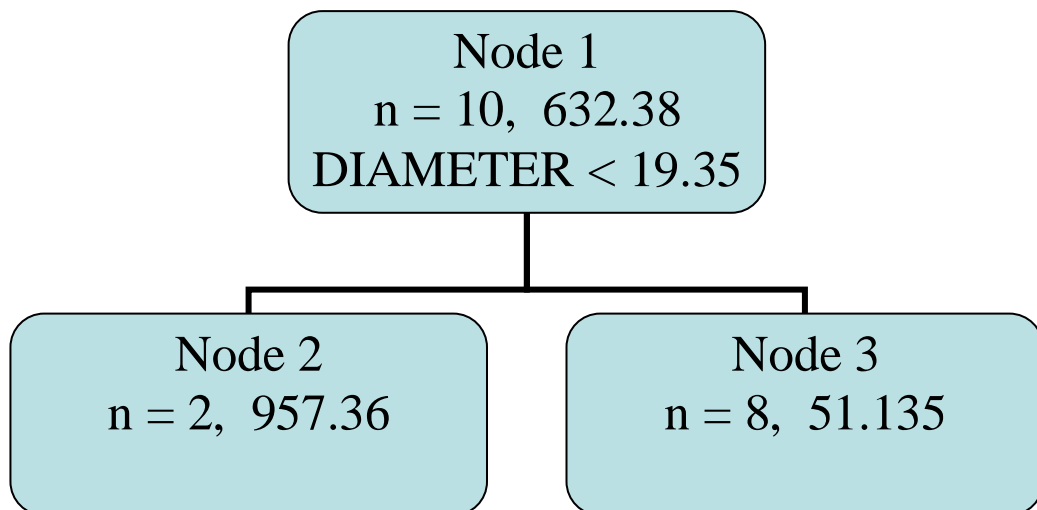 Node 1
n = 10,  632.38
DIAMETER < 19.35
Node 2
n = 2,  957.36
Node 3
n = 8,  51.135